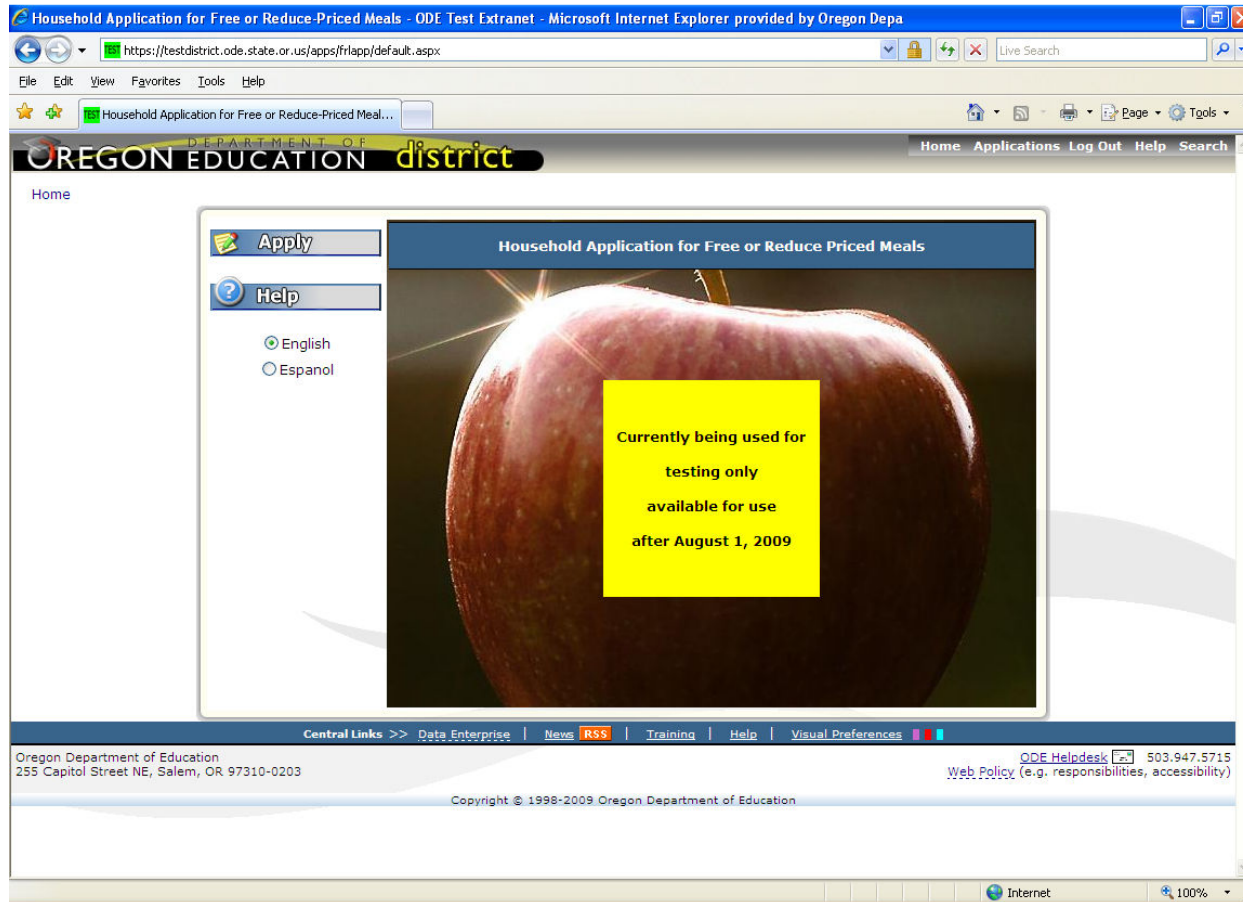 Household Application for Free or Reduce-Priced Meals - ODE Test Extranet - Microsoft Internet Explorer provided by Oregon Depa
TEST https://testdistrict.ode.state.or.us/apps/frlapp/default.aspx
Live Search
File Edit View Favorites Tools Help
TEST Household Application for Free or Reduce-Priced Meal...
Page Tools
OREGON DEPARTMENT OF EDUCATION district
Home Applications Log Out Help Search
Home
Apply
Help
English
Espanol
Household Application for Free or Reduce Priced Meals
Currently being used for
testing only
available for use
after August 1, 2009
Central Links >> Data Enterprise | News RSS | Training | Help | Visual Preferences
Oregon Department of Education
255 Capitol Street NE, Salem, OR 97310-0203
ODE Helpdesk 503.947.5715
Web Policy (e.g. responsibilities, accessibility)
Copyright © 1998-2009 Oregon Department of Education
Internet 100%